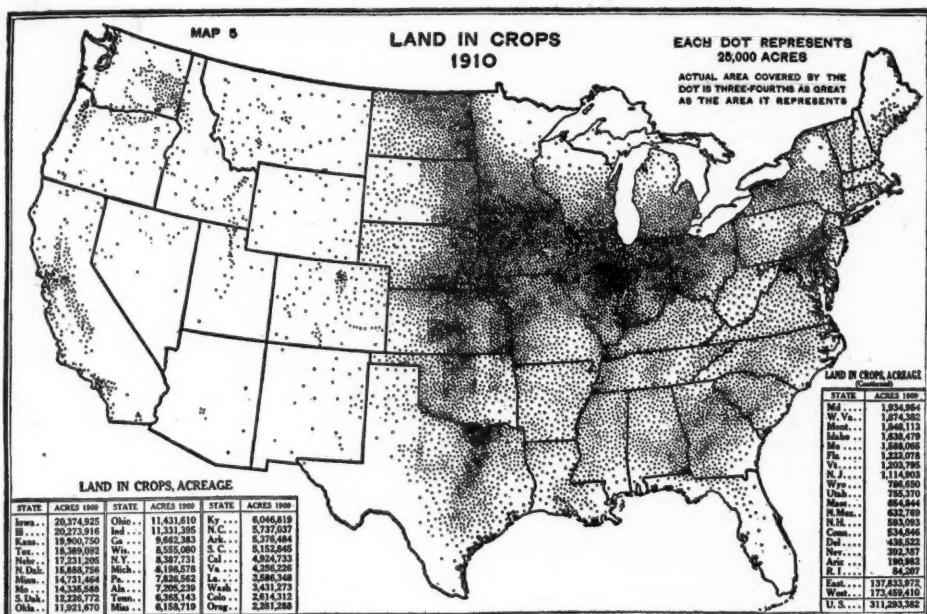 MAP 5
LAND IN CROPS
1910
EACH DOT REPRESENTS
25,000 ACRES
ACTUAL AREA COVERED BY THE
DOT IS THREE-FOURTHS AS GREAT
AS THE AREA IT REPRESENTS
LAND IN CROPS, ACREAGE
STATE ACRES 1909 STATE ACRES 1909 STATE ACRES 1909
Iowa.. 20,374,925 Ohio.. 11,431,610 Ky... 6,046,819
Ill... 20,273,916 Ind... 11,331,395 N.C.. 5,737,037
Kans.. 19,900,750 Ga... 9,662,383 Ark.. 5,376,484
Tex... 18,389,092 Wis... 8,555,080 S. C.. 5,152,845
Nebr.. 17,231,205 N.Y.. 8,387,731 Cal.. 4,924,733
N. Dak. 15,888,756 Mich. 8,198,578 Va... 4,256,226
Minn.. 14,731,464 Pa... 7,826,562 La... 3,586,348
Mo... 14,335,588 Ala... 7,205,239 Wash. 3,431,273
S. Dak. 12,226,772 Tenn.. 6,365,143 Colo.. 2,614,312
Okla.. 11,921,670 Miss.. 6,158,719 Oreg.. 2,281,288
LAND IN CROPS, ACREAGE
(Continued)
STATE ACRES 1909
Md.... 1,934,954
W. Va.. 1,874,382
Mont.. 1,848,113
Idaho.. 1,638,479
Me.... 1,588,065
Fla.... 1,222,078
Vt.... 1,203,795
N. J... 1,114,903
Wyo... 786,650
Utah.. 755,370
Mass... 654,844
N.Mex. 632,769
N.H... 593,093
Conn... 534,846
Del.... 438,522
Nev... 392,387
Ariz... 190,982
R. I... 84,207
East.. 137,833,972
West.. 173,459,410
U. S... 311,293,382